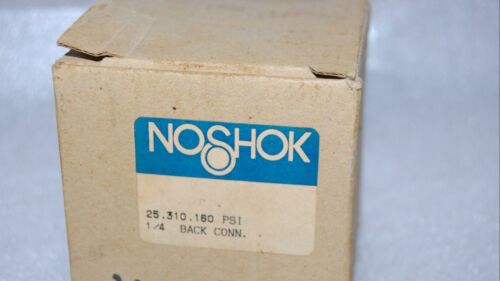 NOSHOK
25.310.160 PSI
1/4 BACK CONN.